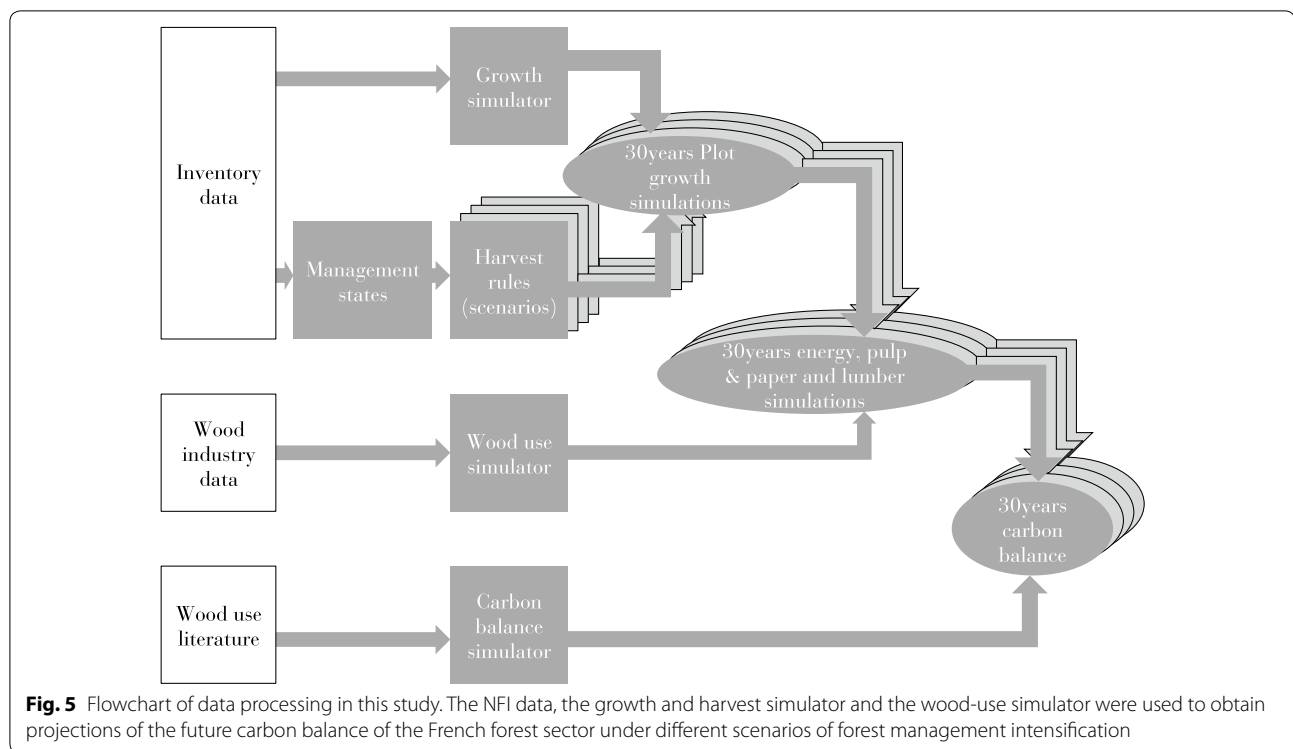 Inventory
data
Growth
simulator
30years Plot
growth
simulations
Management
states
Harvest
rules
(scenarios)
30years energy, pulp
& paper and lumber
simulations
Wood
industry
data
Wood use
simulator
30years
carbon
balance
Wood use
literature
Carbon
balance
simulator
Fig. 5 Flowchart of data processing in this study. The NFI data, the growth and harvest simulator and the wood-use simulator were used to obtain
projections of the future carbon balance of the French forest sector under different scenarios of forest management intensification